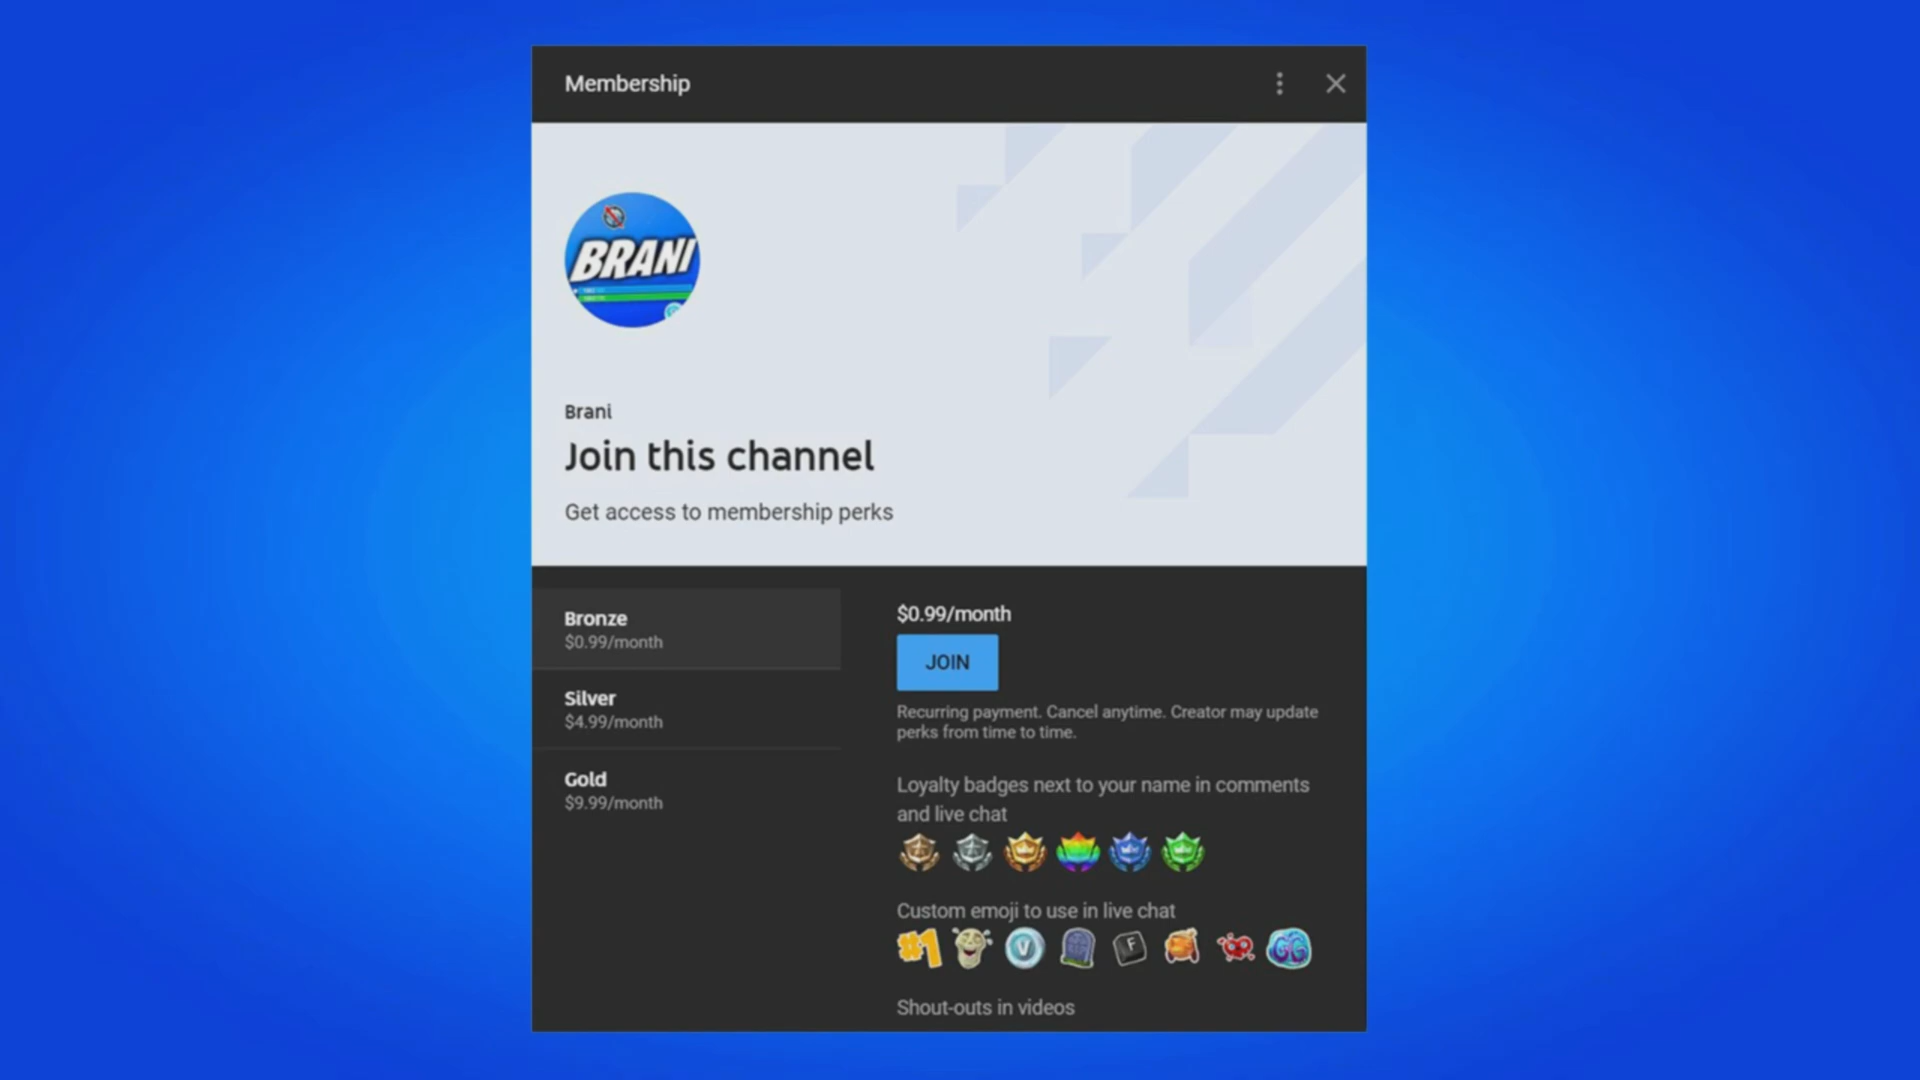 Membership
BRANI
Brani
Join this channel
Get access to membership perks
Bronze
$0.99/month
Silver
$4.99/month
Gold
$9.99/month
$0.99/month
JOIN
Recurring payment. Cancel anytime. Creator may update
perks from time to time.
Loyalty badges next to your name in comments
and live chat
Custom emoji to use in live chat
#1 V F GG
Shout-outs in videos